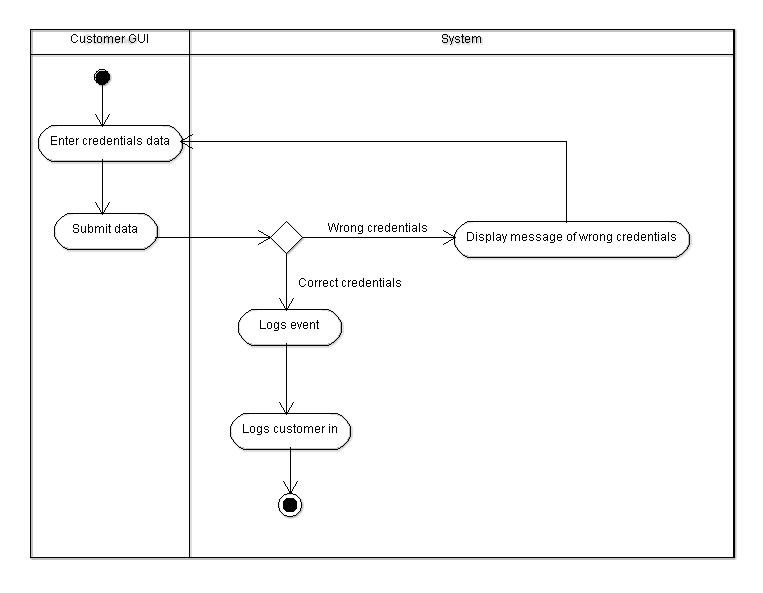 Customer GUI
System
Enter credentials data
Submit data
Wrong credentials
Display message of wrong credentials
Correct credentials
Logs event
Logs customer in